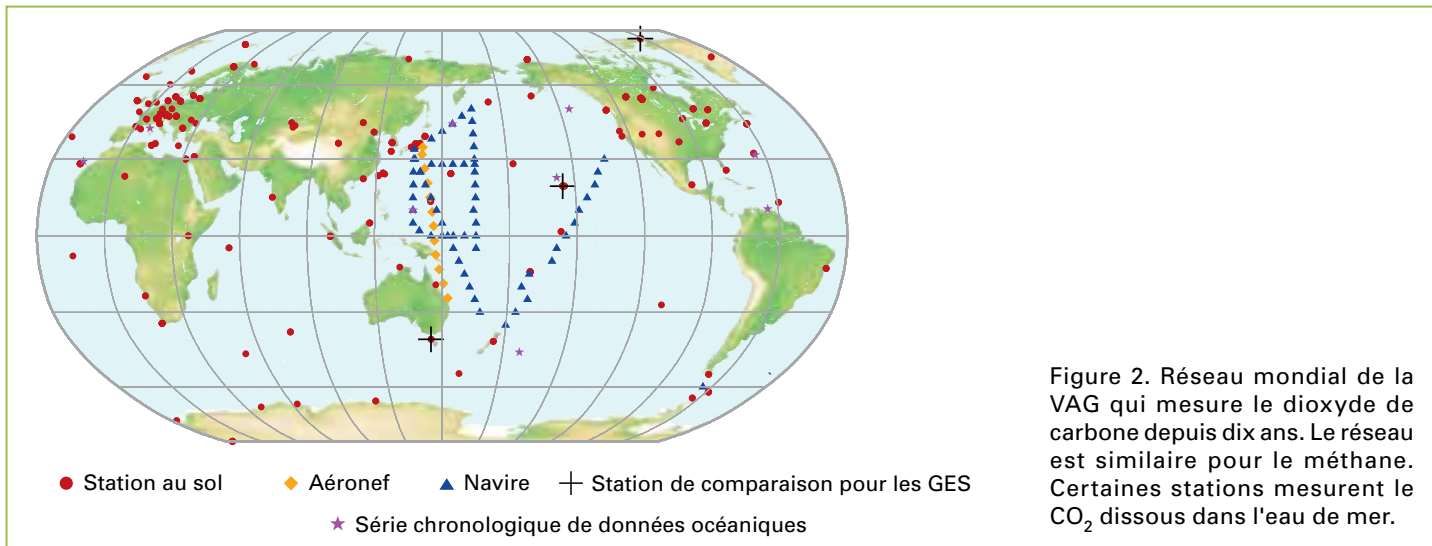 Station au sol Aéronef Navire Station de comparaison pour les GES
Série chronologique de données océaniques
Figure 2. Réseau mondial de la
VAG qui mesure le dioxyde de
carbone depuis dix ans. Le réseau
est similaire pour le méthane.
Certaines stations mesurent le
CO₂ dissous dans l'eau de mer.